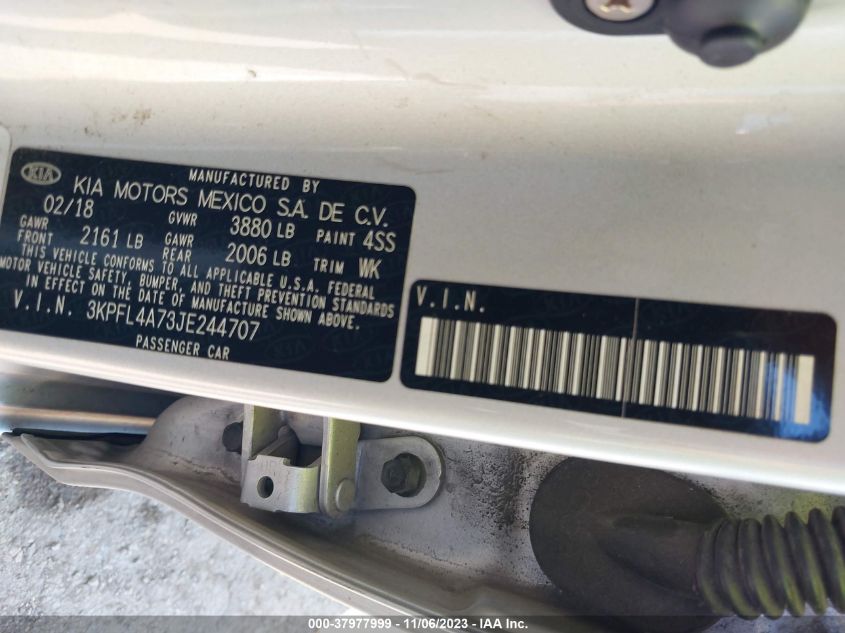 KIA
MANUFACTURED BY
KIA MOTORS MEXICO S.A. DE C.V.
02/18 GVWR 3880 LB PAINT 4SS
GAWR FRONT 2161 LB GAWR REAR 2006 LB TRIM WK
THIS VEHICLE CONFORMS TO ALL APPLICABLE U.S.A. FEDERAL
MOTOR VEHICLE SAFETY, BUMPER, AND THEFT PREVENTION STANDARDS
IN EFFECT ON THE DATE OF MANUFACTURE SHOWN ABOVE.
V.I.N. 3KPFL4A73JE244707
PASSENGER CAR
V.I.N.
000-37977999 - 11/06/2023 - IAA Inc.